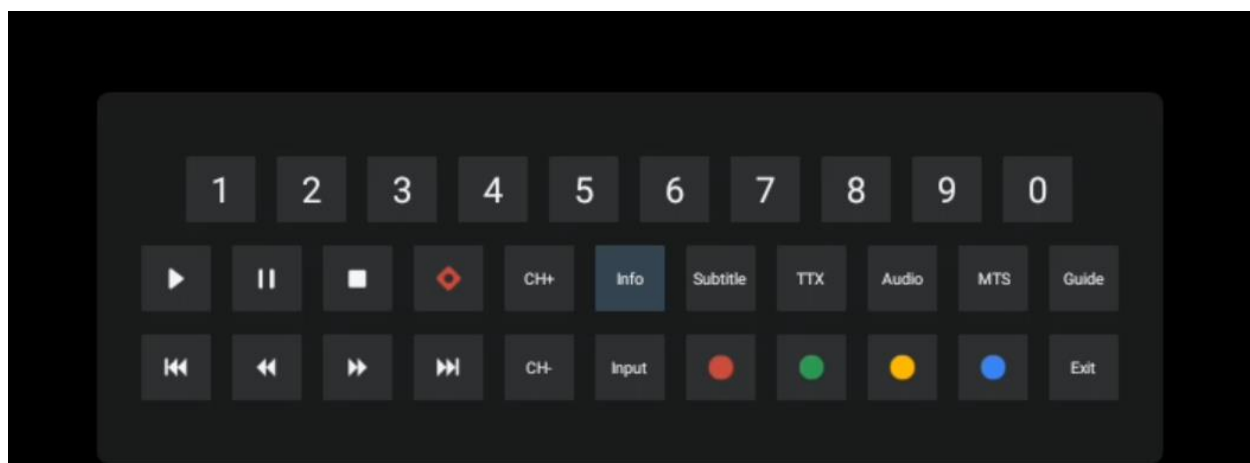 1 2 3 4 5 6 7 8 9 0
CH+ Info Subtitle TTX Audio MTS Guide
CH- Input Exit